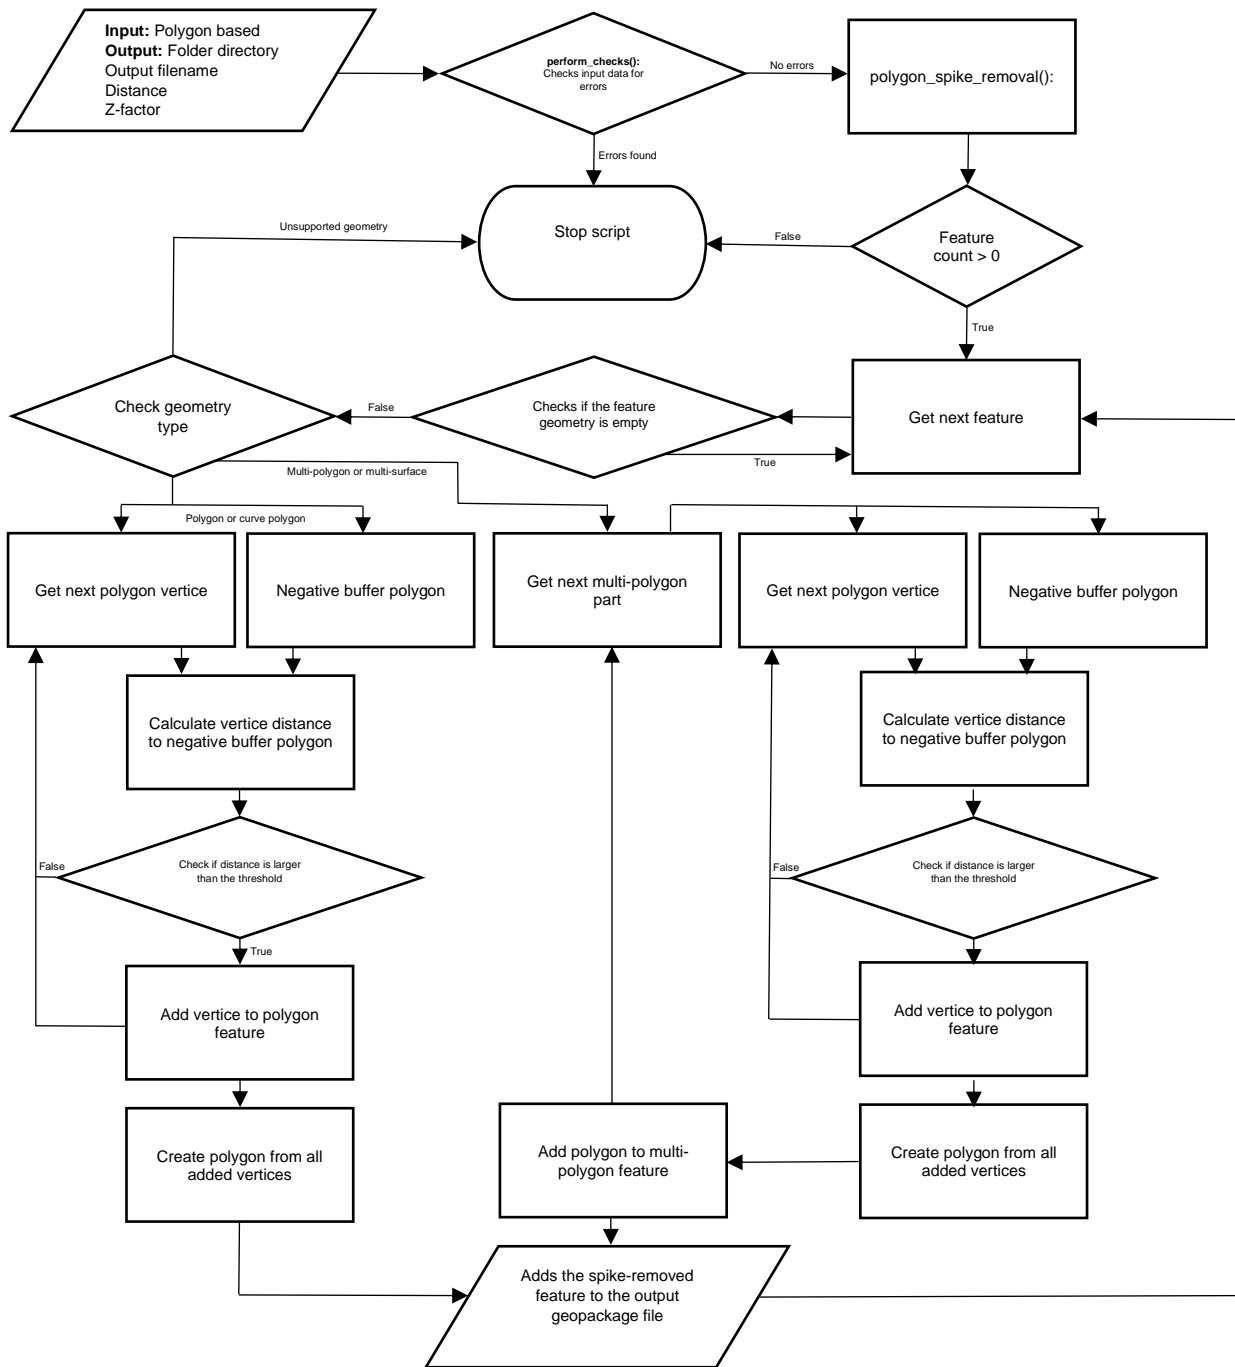 Input: Polygon based
Output: Folder directory
Output filename
Distance
Z-factor
perform_checks():
Checks input data for
errors
No errors
polygon_spike_removal():
Errors found
Stop script
False
Feature
count > 0
Unsupported geometry
True
Check geometry
type
False
Checks if the feature
geometry is empty
Get next feature
True
Multi-polygon or multi-surface
Polygon or curve polygon
Get next polygon vertice
Negative buffer polygon
Get next multi-polygon
part
Get next polygon vertice
Negative buffer polygon
Calculate vertice distance
to negative buffer polygon
Calculate vertice distance
to negative buffer polygon
False
Check if distance is larger
than the threshold
False
Check if distance is larger
than the threshold
True
Add vertice to polygon
feature
Add vertice to polygon
feature
Create polygon from all
added vertices
Add polygon to multi-
polygon feature
Create polygon from all
added vertices
Adds the spike-removed
feature to the output
geopackage file